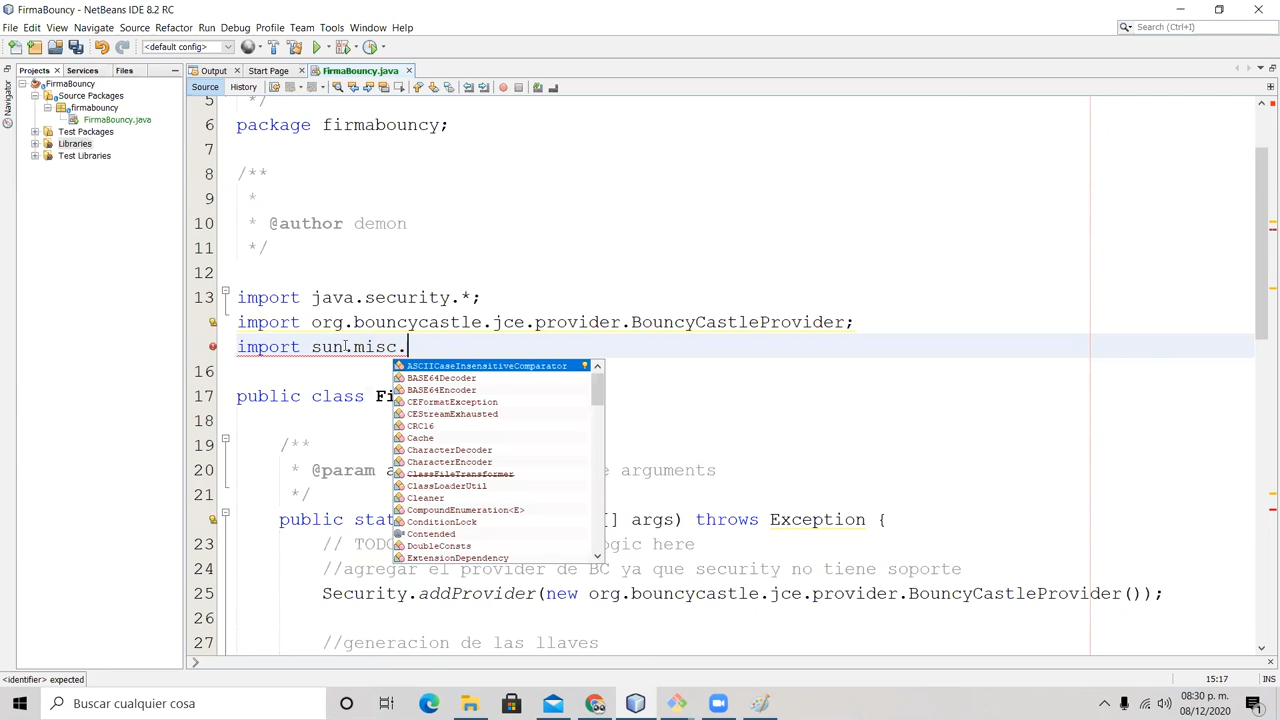 FirmaBouncy - NetBeans IDE 8.2 RC
File Edit View Navigate Source Refactor Run Debug Profile Team Tools Window Help
Search (Ctrl+I)
<default config>
Projects Services Files
Output Start Page FirmaBouncy.java
Source History
Navigator
FirmaBouncy
Source Packages
firmabouncy
FirmaBouncy.java
Test Packages
Libraries
Test Libraries
5 */
6 package firmabouncy;
7
8 /**
9 *
10 * @author demon
11 */
12
13 import java.security.*;
import org.bouncycastle.jce.provider.BouncyCastleProvider;
import sun.misc.
ASCIICaseInsensitiveComparator
BASE64Decoder
BASE64Encoder
CEFormatException
CEStreamExhausted
CRC16
Cache
CharacterDecoder
CharacterEncoder
ClassFileTransformer
ClassLoaderUtil
Cleaner
CompoundEnumeration<E>
ConditionLock
Contended
DoubleConsts
ExtensionDependency
16
17 public class Fi
18
19 /**
20 * @param a e arguments
21 */
public stat [] args) throws Exception {
23 // TODO ogic here
24 //agregar el provider de BC ya que security no tiene soporte
25 Security.addProvider(new org.bouncycastle.jce.provider.BouncyCastleProvider());
26
27 //generacion de las llaves
<identifier> expected
15:17 INS
Buscar cualquier cosa
08:30 p. m.
08/12/2020
1